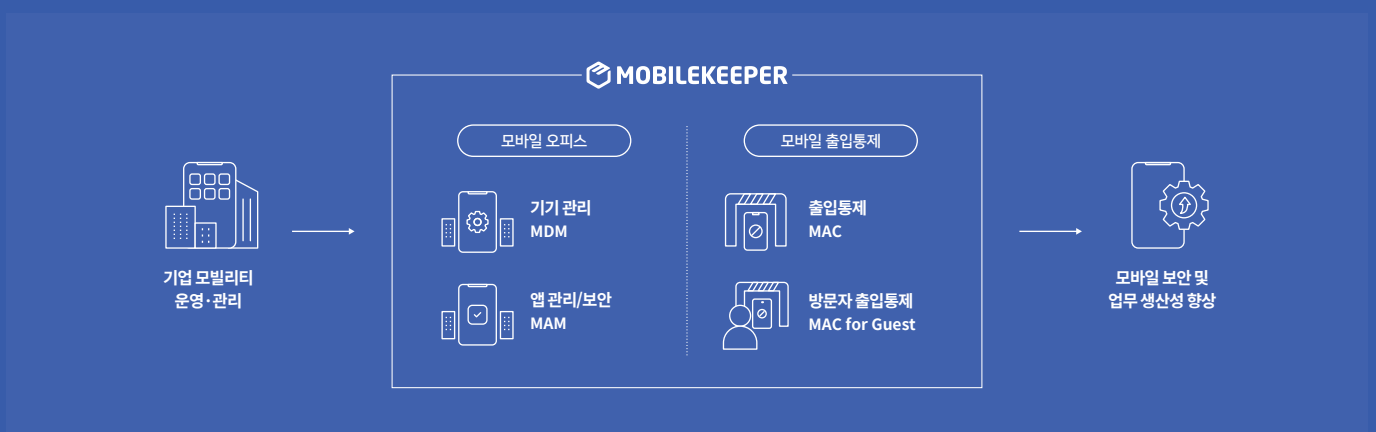 MOBILEKEEPER
기업 모빌리티
운영·관리
모바일 오피스
기기 관리
MDM
앱 관리/보안
MAM
모바일 출입통제
출입통제
MAC
방문자 출입통제
MAC for Guest
모바일 보안 및
업무 생산성 향상